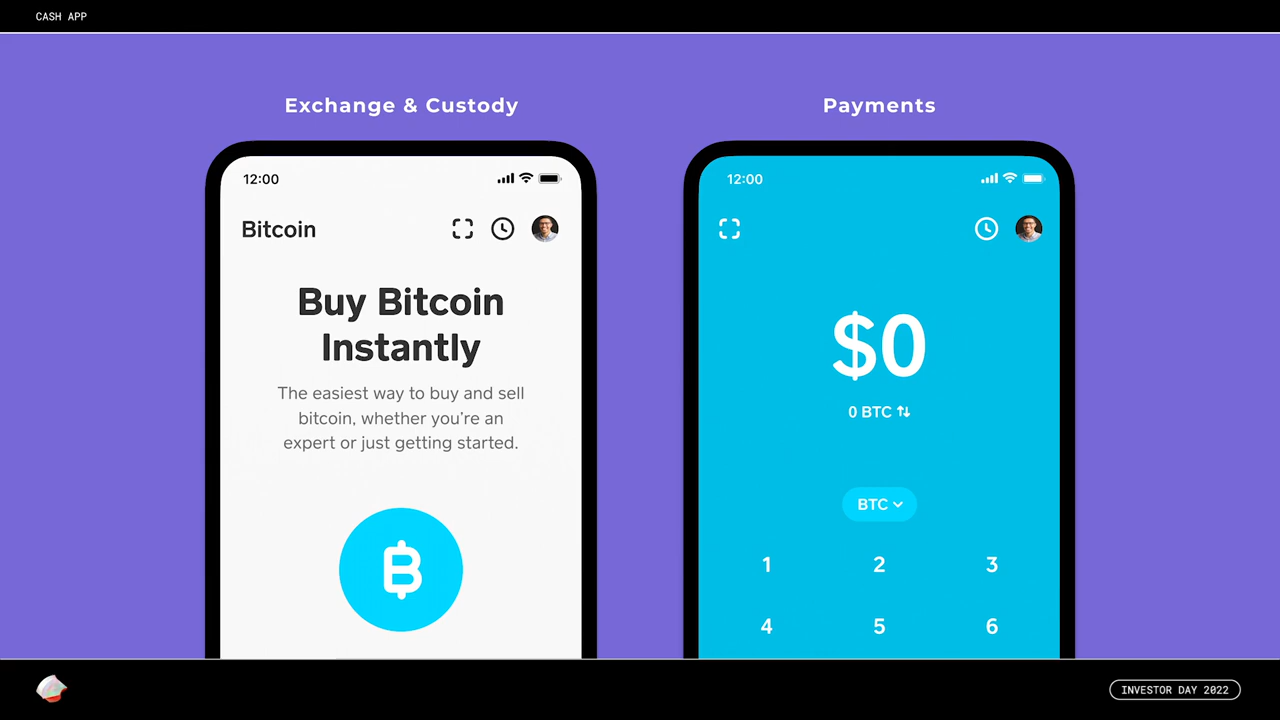 CASH APP
Exchange & Custody
Payments
12:00
Bitcoin
Buy Bitcoin
Instantly
The easiest way to buy and sell
bitcoin, whether you're an
expert or just getting started.
12:00
$0
0 BTC
BTC
1 2 3
4 5 6
INVESTOR DAY 2022